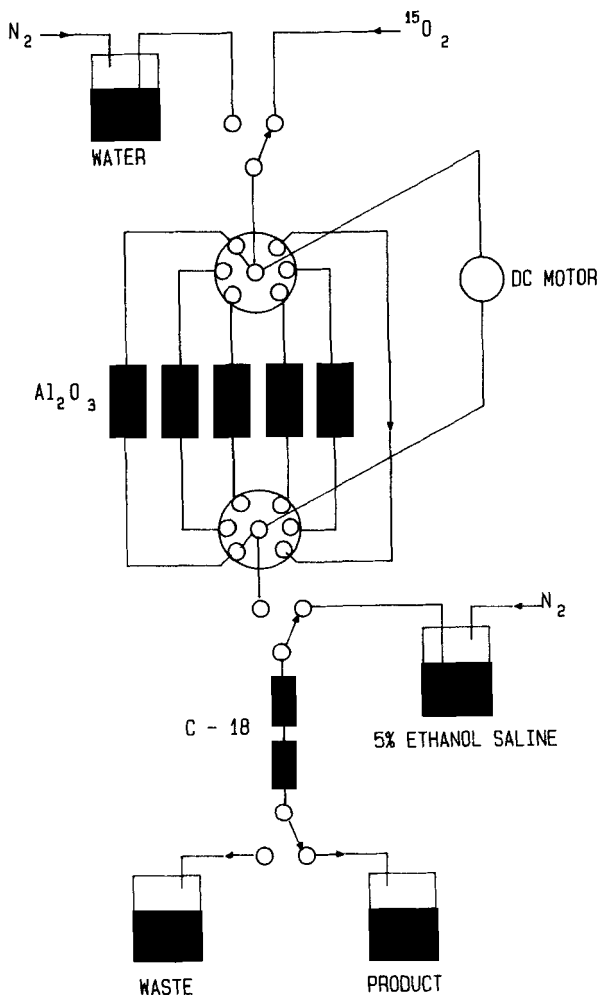 N₂
¹⁵O₂
WATER
DC MOTOR
Al₂O₃
N₂
C - 18
5% ETHANOL SALINE
WASTE
PRODUCT